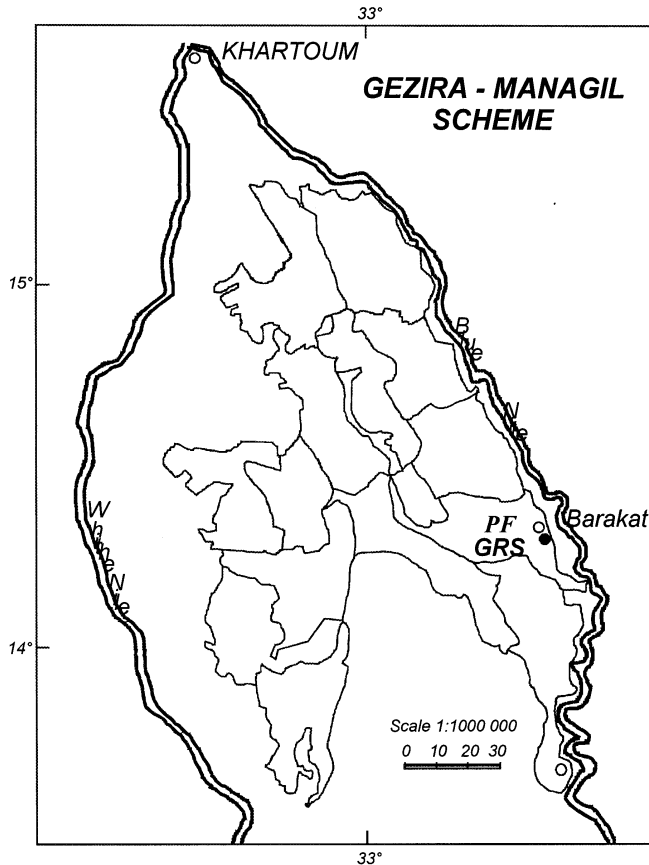 33°
KHARTOUM
GEZIRA - MANAGIL
SCHEME
15°
Blue Nile
White Nile
PF
Barakat
GRS
14°
Scale 1:1000 000
0 10 20 30
33°